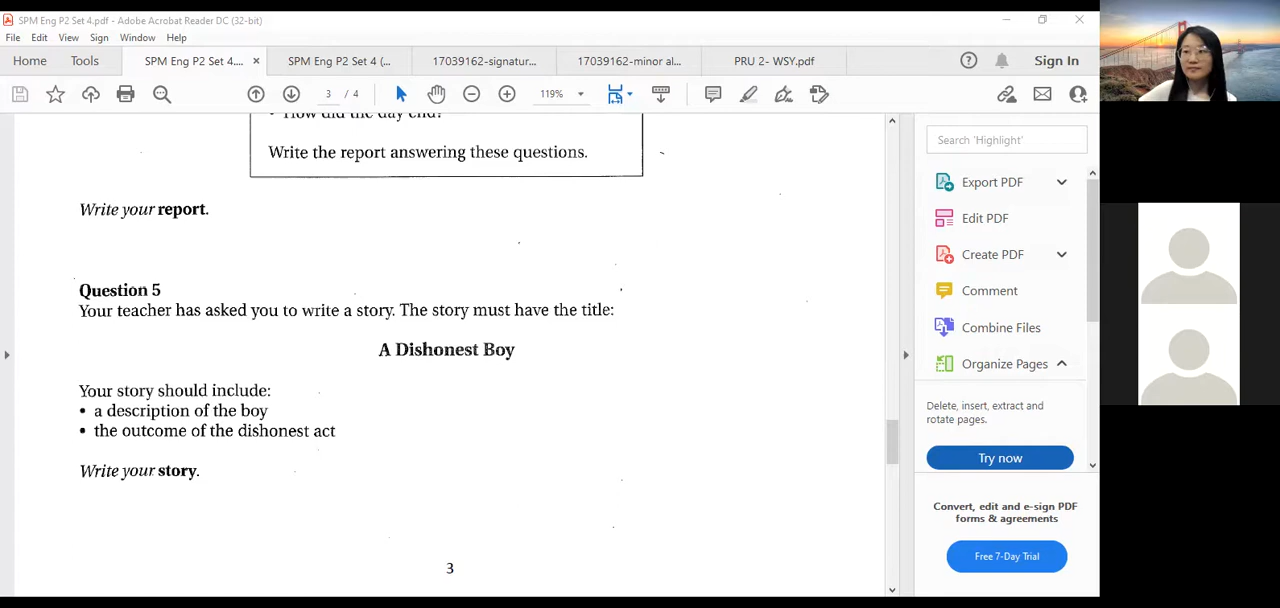 SPM Eng P2 Set 4.pdf - Adobe Acrobat Reader DC (32-bit)
File Edit View Sign Window Help
Home Tools SPM Eng P2 Set 4.... × SPM Eng P2 Set 4 (... 17039162-signatur... 17039162-minor al... PRU 2- WSY.pdf Sign In
3 / 4 119%
• How did the day end?
Write the report answering these questions.
Write your report.
Question 5
Your teacher has asked you to write a story. The story must have the title:
A Dishonest Boy
Your story should include:
• a description of the boy
• the outcome of the dishonest act
Write your story.
3
Search 'Highlight'
Export PDF
Edit PDF
Create PDF
Comment
Combine Files
Organize Pages
Delete, insert, extract and
rotate pages.
Try now
Convert, edit and e-sign PDF
forms & agreements
Free 7-Day Trial